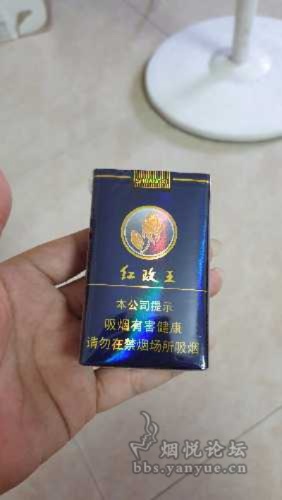 SHUANGXI
红玫王
本公司提示
吸烟有害健康
请勿在禁烟场所吸烟
烟悦论坛
bbs.yanyue.cn